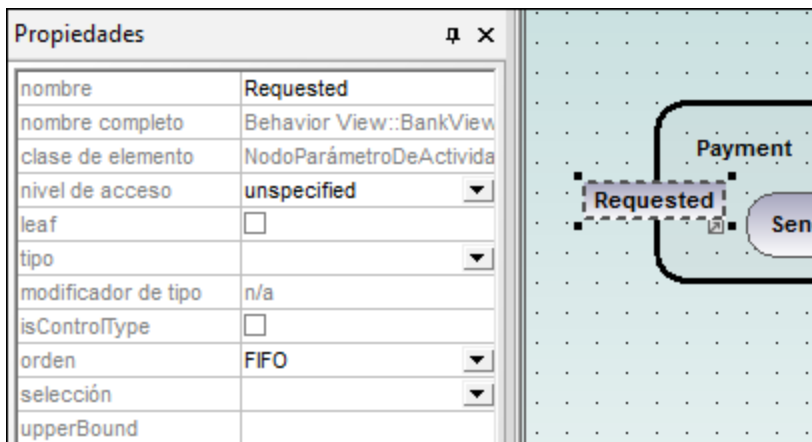 Propiedades
nombre Requested
nombre completo Behavior View::BankView
clase de elemento NodoParámetroDeActivida
nivel de acceso unspecified
leaf
tipo
modificador de tipo n/a
isControlType
orden FIFO
selección
upperBound
Payment
Requested
Sen